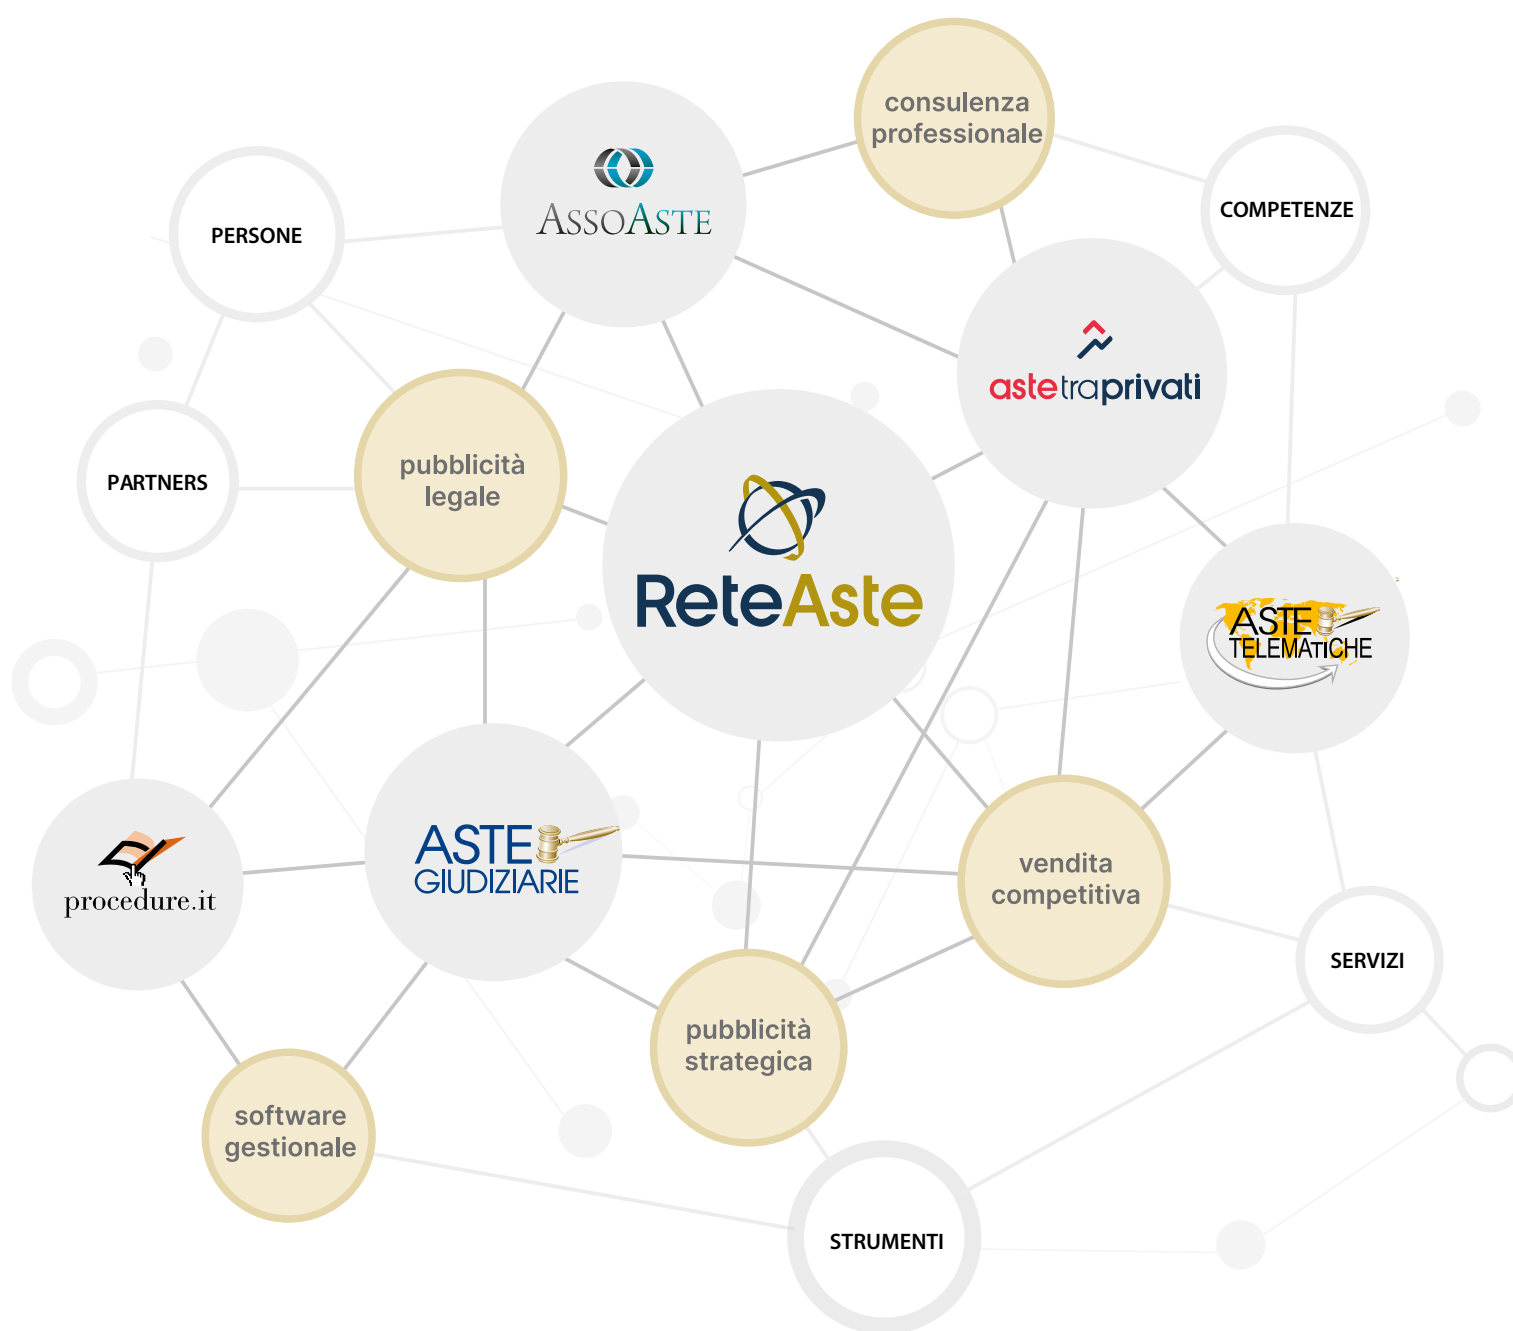 consulenza
professionale
ASSOASTE
COMPETENZE
PERSONE
astetraprivati
pubblicità
legale
PARTNERS
ReteAste
ASTE
TELEMATICHE
ASTE
GIUDIZIARIE
procedure.it
vendita
competitiva
SERVIZI
pubblicità
strategica
software
gestionale
STRUMENTI